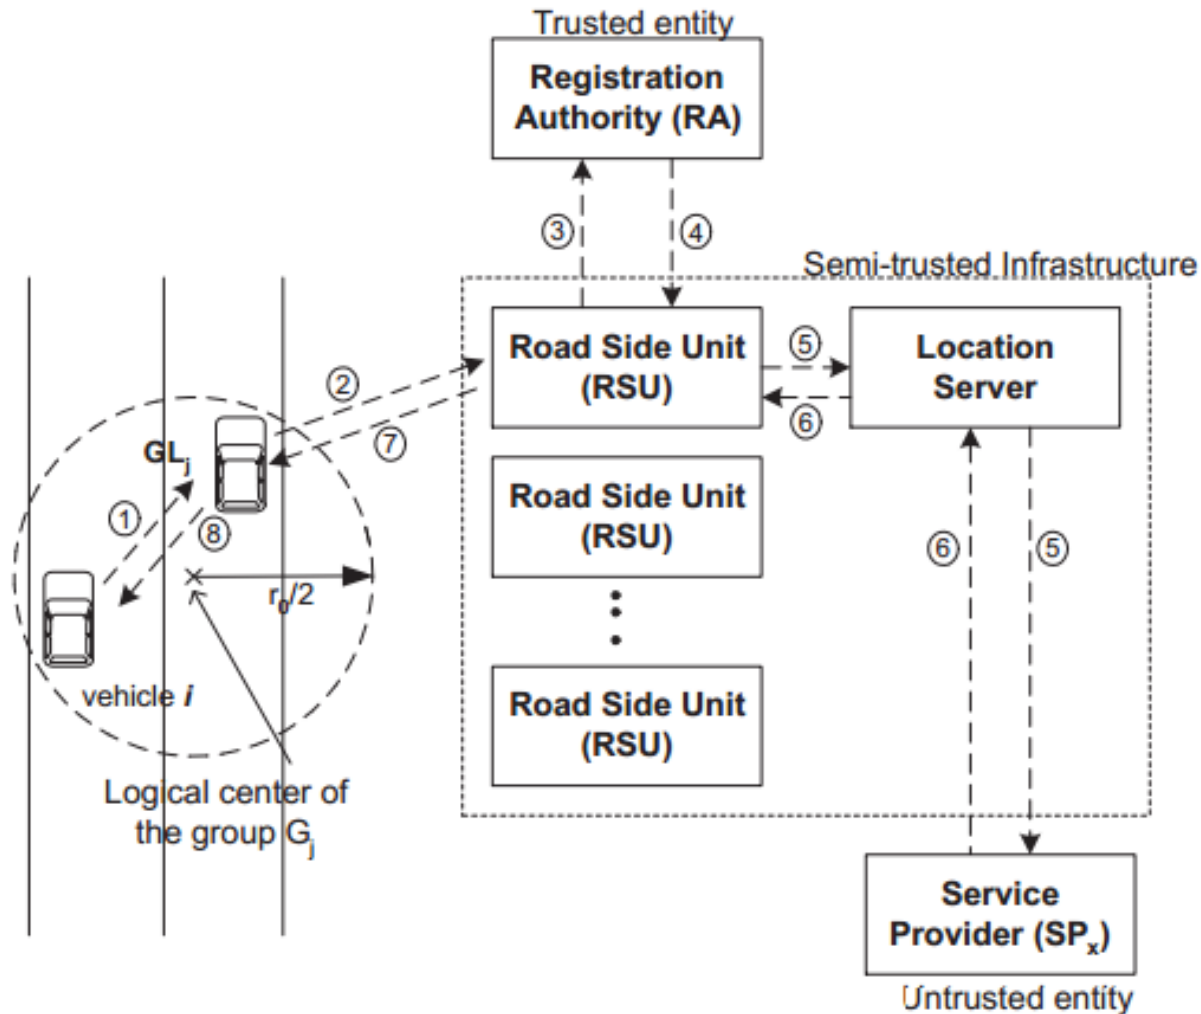 Trusted entity
Registration
Authority (RA)
③
④
Semi-trusted Infrastructure
Road Side Unit
(RSU)
⑤
⑥
Location
Server
②
⑦
GLj
①
⑧
r0/2
vehicle i
Logical center of
the group Gj
Road Side Unit
(RSU)
Road Side Unit
(RSU)
⑥
⑤
Service
Provider (SPx)
Untrusted entity